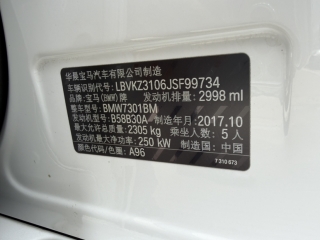 华晨宝马汽车有限公司制造
车辆识别代号: LBVKZ3106JSF99734
品牌: 宝马(BMW)牌 发动机排量: 2998 ml
整车型号: BMW7301BM
发动机型号: B58B30A 制造年月: 2017.10
最大允许总质量: 2305 kg 乘坐人数: 5 人
发动机最大净功率: 250 kW 制造国: 中国
颜色代码/色漆: A96
7 310 673